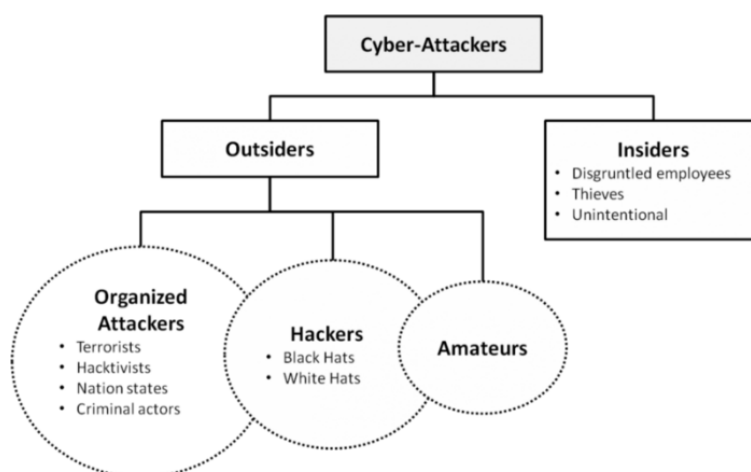 Cyber-Attackers
Outsiders
Insiders
• Disgruntled employees
• Thieves
• Unintentional
Organized
Attackers
• Terrorists
• Hacktivists
• Nation states
• Criminal actors
Hackers
• Black Hats
• White Hats
Amateurs